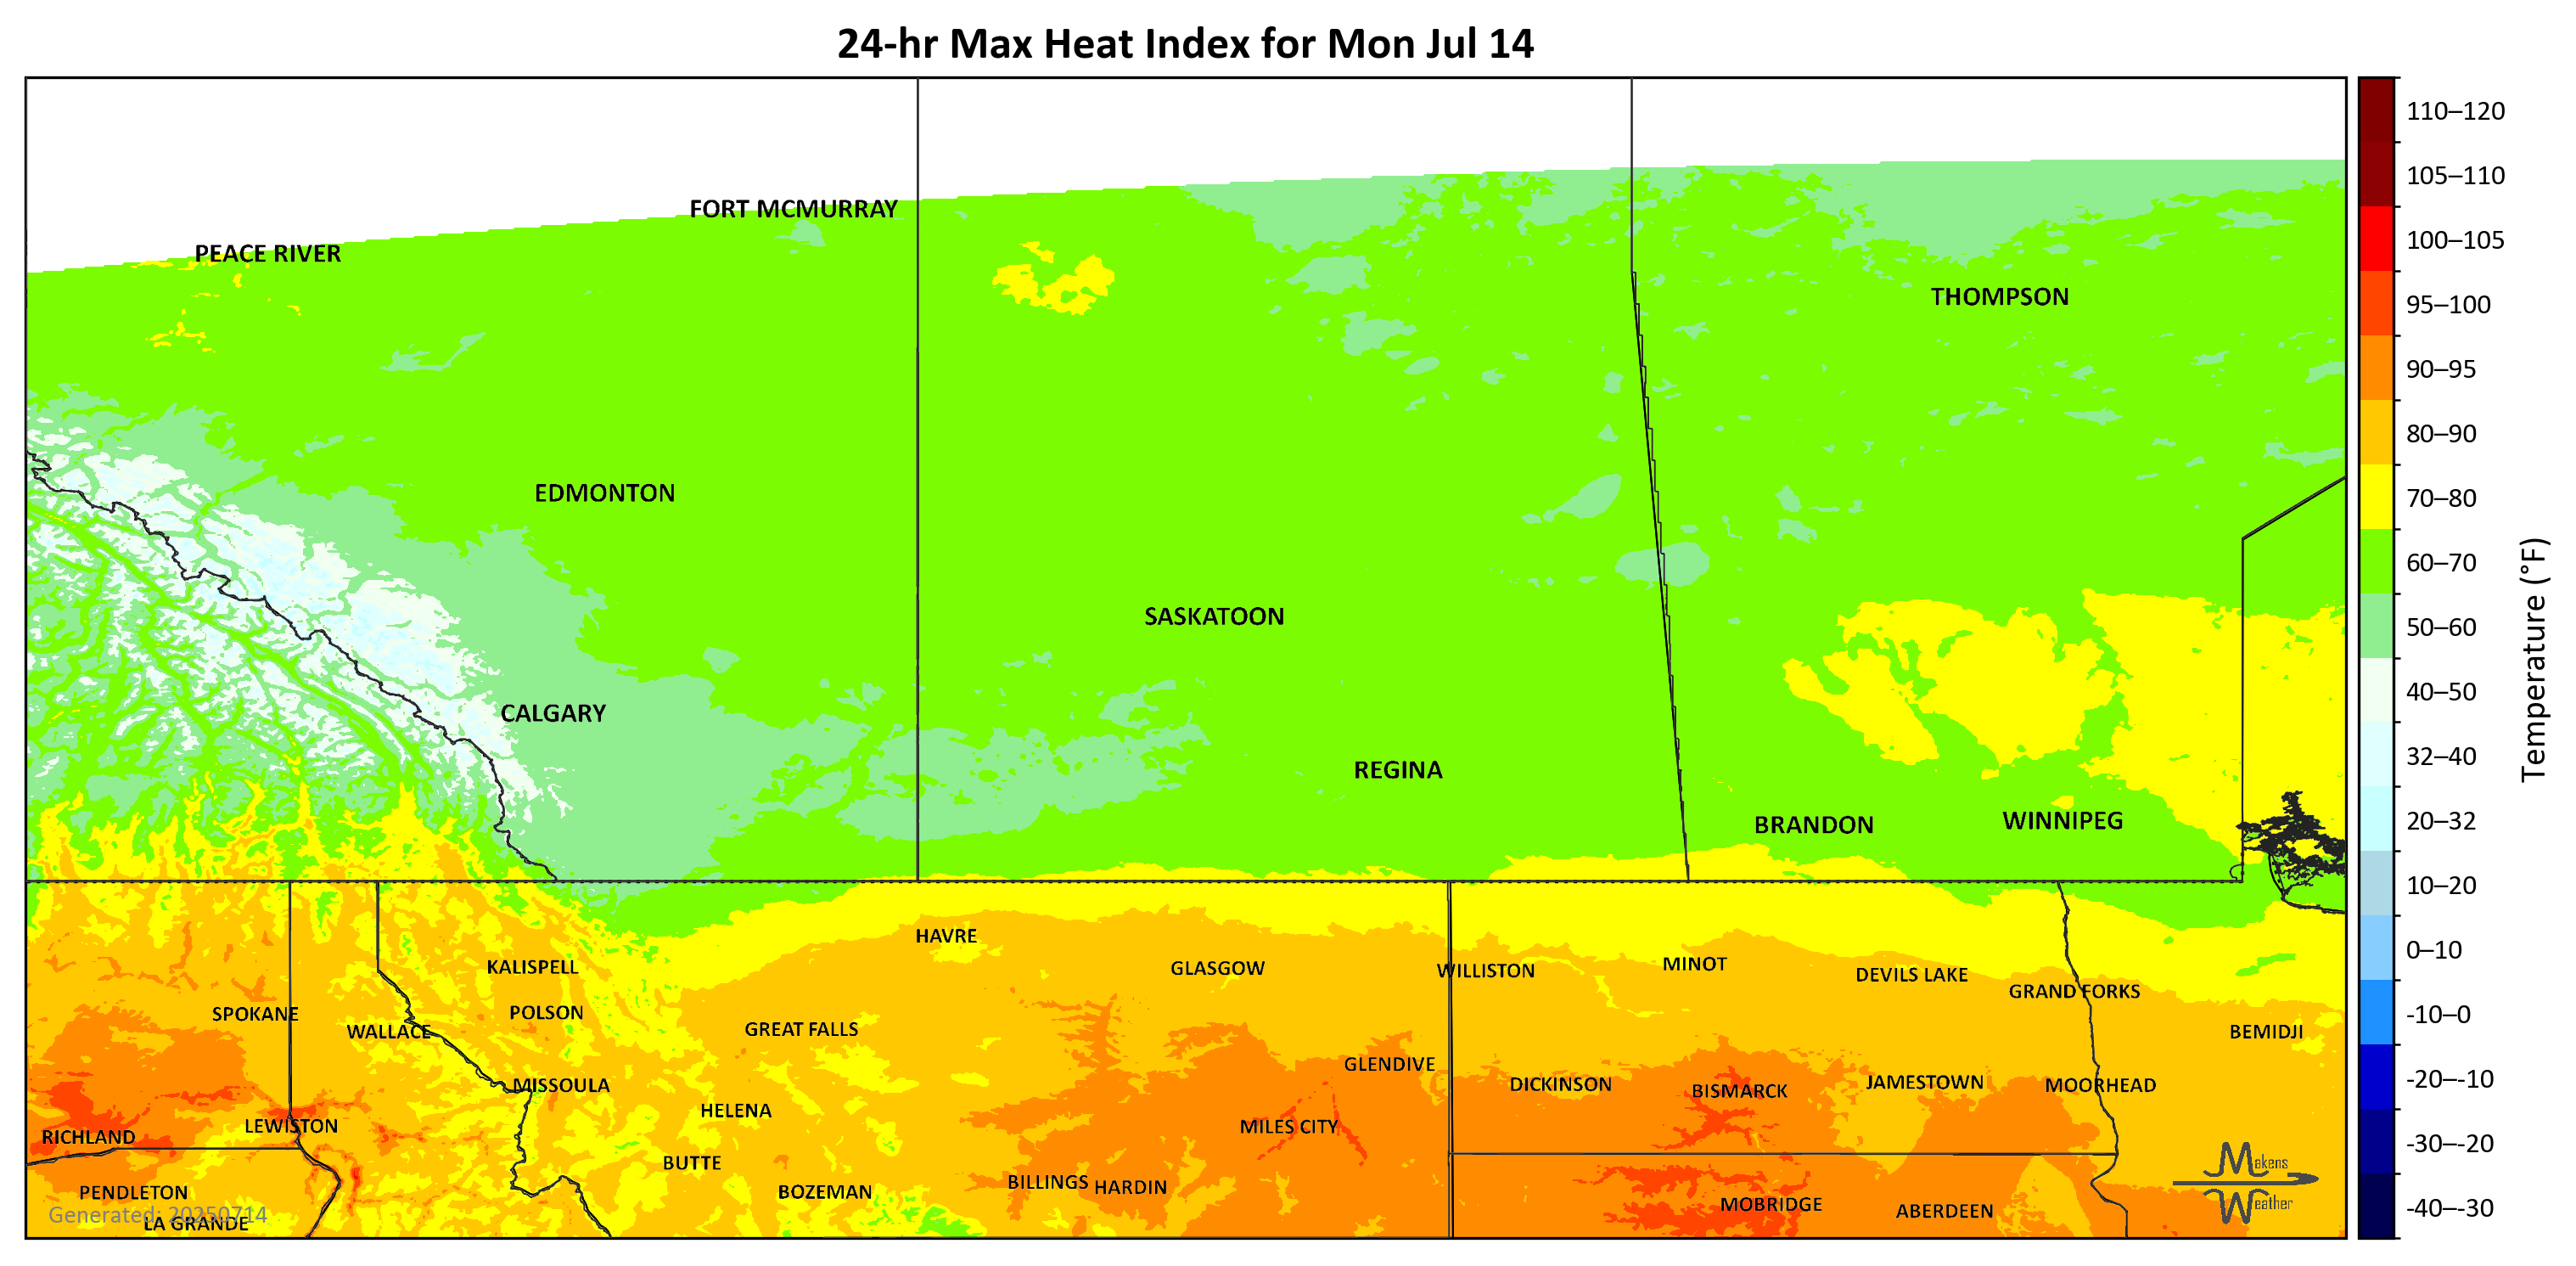 24-hr Max Heat Index for Mon Jul 14
FORT MCMURRAY
PEACE RIVER
THOMPSON
EDMONTON
SASKATOON
CALGARY
REGINA
BRANDON
WINNIPEG
HAVRE
KALISPELL
GLASGOW
WILLISTON
MINOT
DEVILS LAKE
GRAND FORKS
SPOKANE
POLSON
WALLACE
GREAT FALLS
BEMIDJI
GLENDIVE
MISSOULA
DICKINSON
BISMARCK
JAMESTOWN
MOORHEAD
HELENA
LEWISTON
MILES CITY
RICHLAND
BUTTE
BILLINGS
HARDIN
PENDLETON
BOZEMAN
MOBRIDGE
ABERDEEN
Generated: 20250714
LA GRANDE
Makens
Weather
110–120
105–110
100–105
95–100
90–95
80–90
70–80
60–70
50–60
40–50
32–40
20–32
10–20
0–10
-10–0
-20–-10
-30–-20
-40–-30
Temperature (°F)